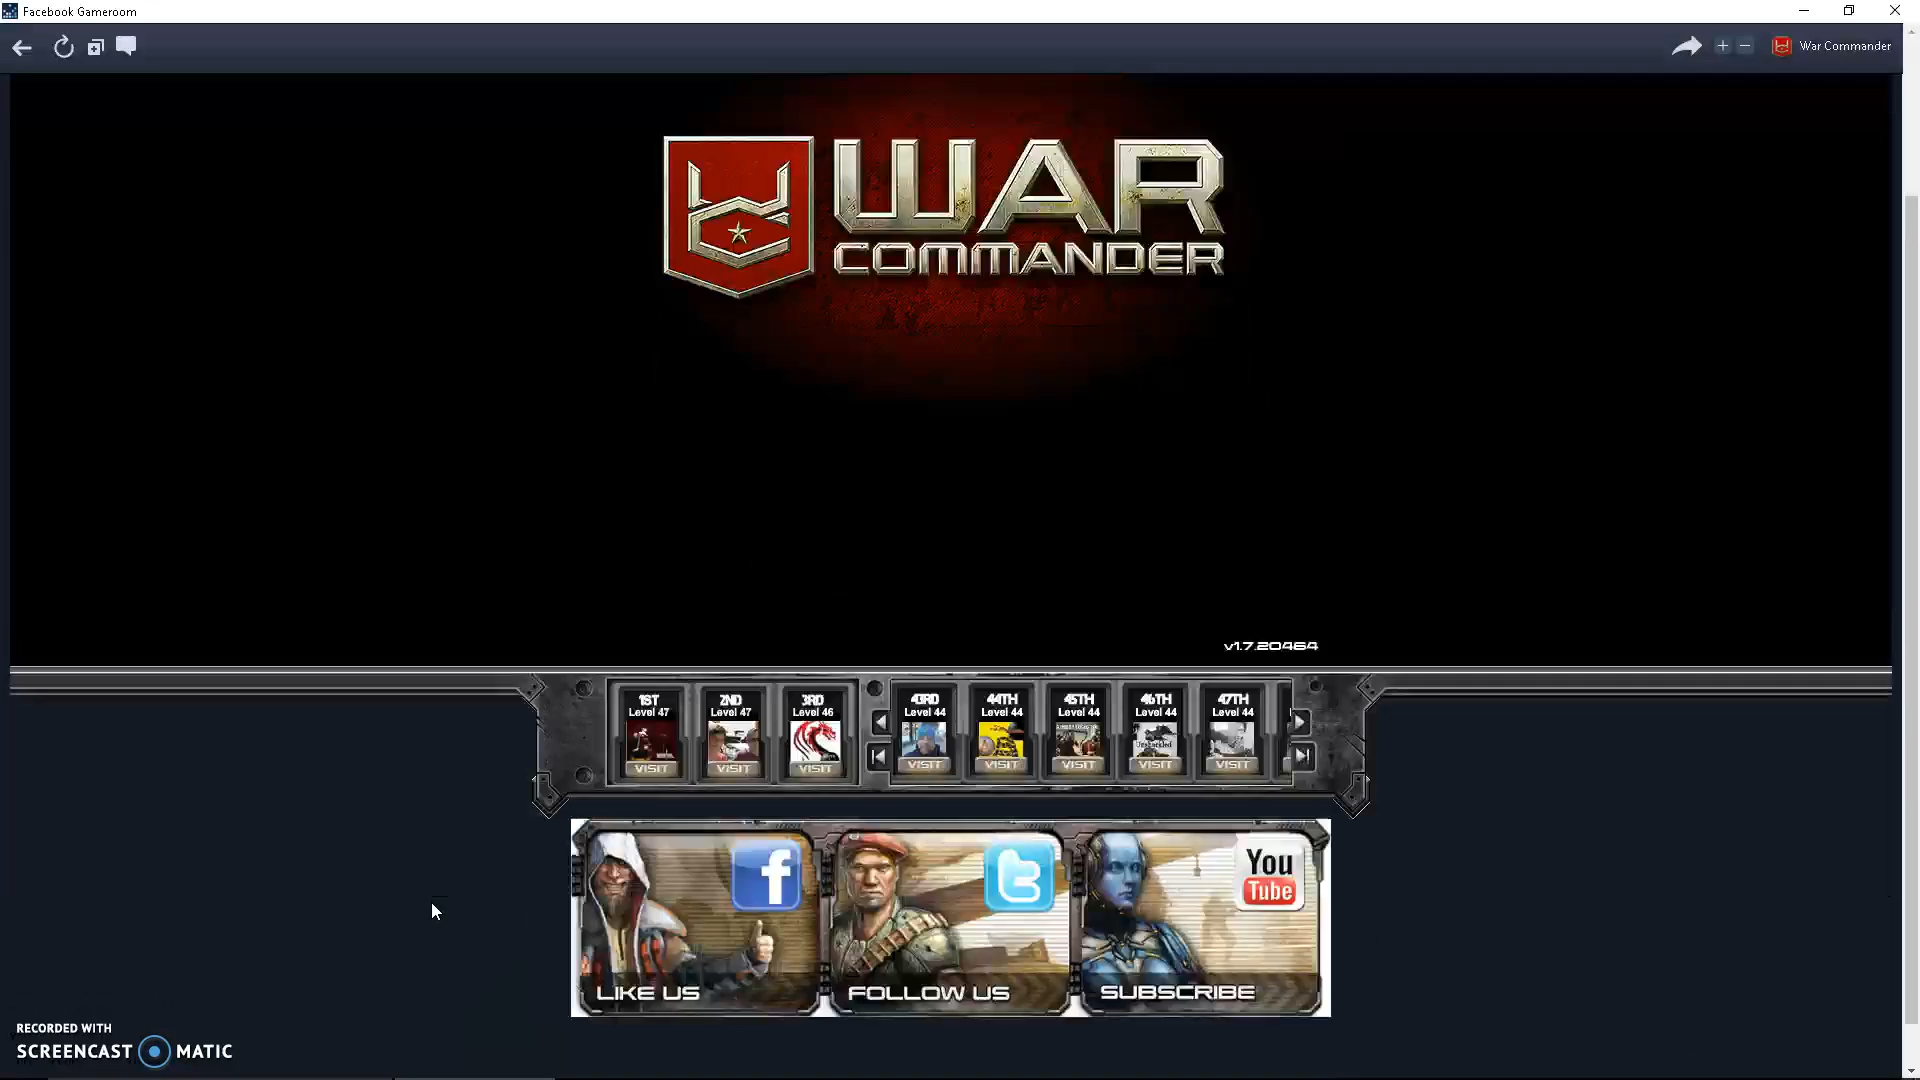 Facebook Gameroom
War Commander
WAR
COMMANDER
v1.7.20464
1ST
Level 47
VISIT
2ND
Level 47
VISIT
3RD
Level 46
VISIT
43RD
Level 44
VISIT
44TH
Level 44
VISIT
45TH
Level 44
VISIT
46TH
Level 44
Unshackled
VISIT
47TH
Level 44
VISIT
LIKE US
FOLLOW US
You
Tube
SUBSCRIBE
RECORDED WITH
SCREENCAST MATIC